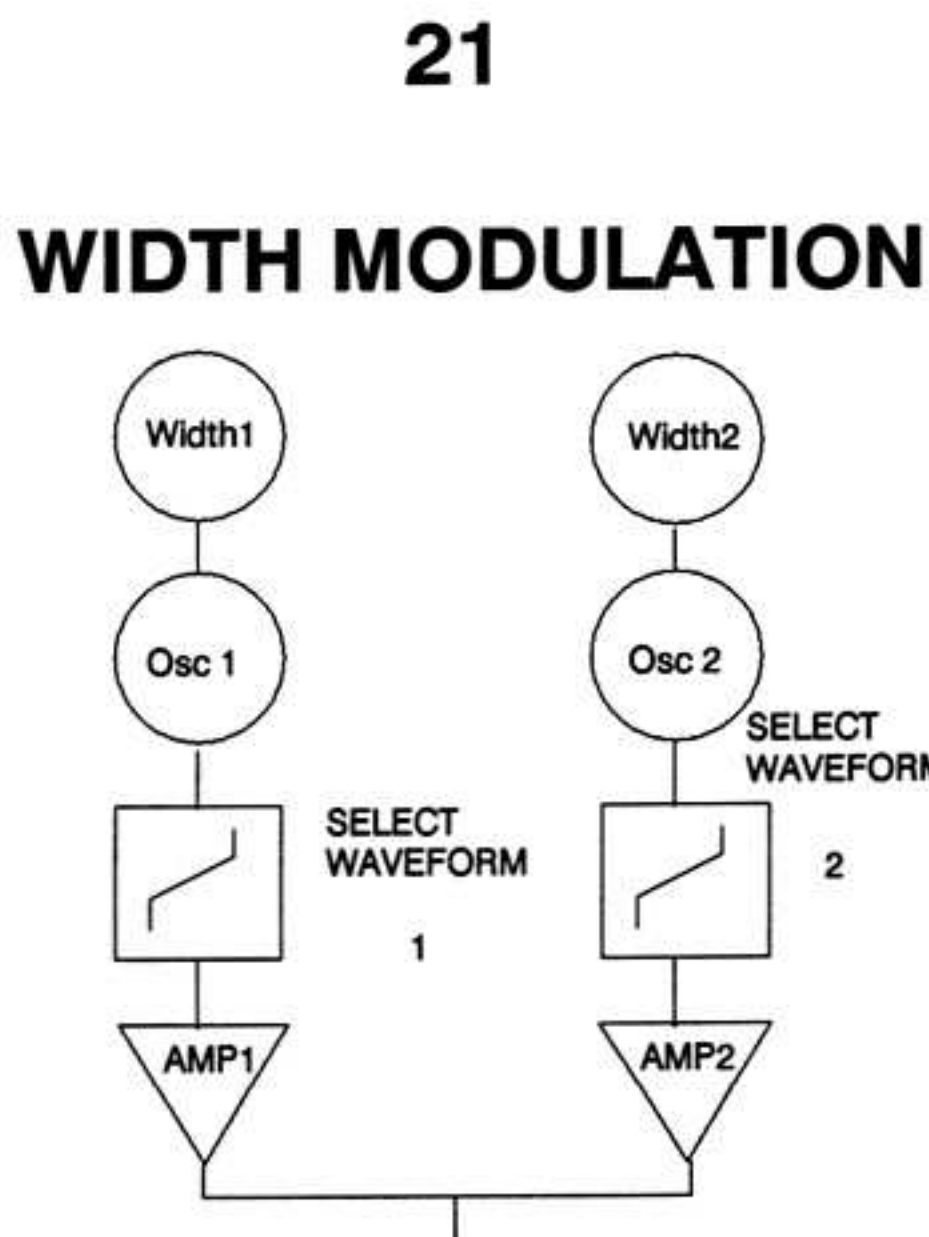 21
WIDTH MODULATION
Width1
Width2
Osc 1
Osc 2
SELECT
WAVEFORM
2
SELECT
WAVEFORM
1
AMP1
AMP2